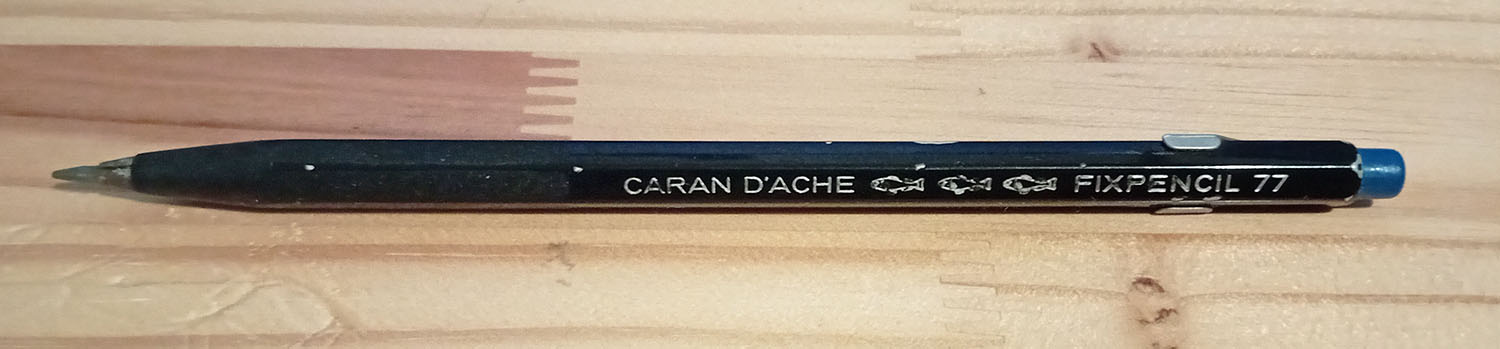 CARAN D'ACHE FIXPENCIL 77